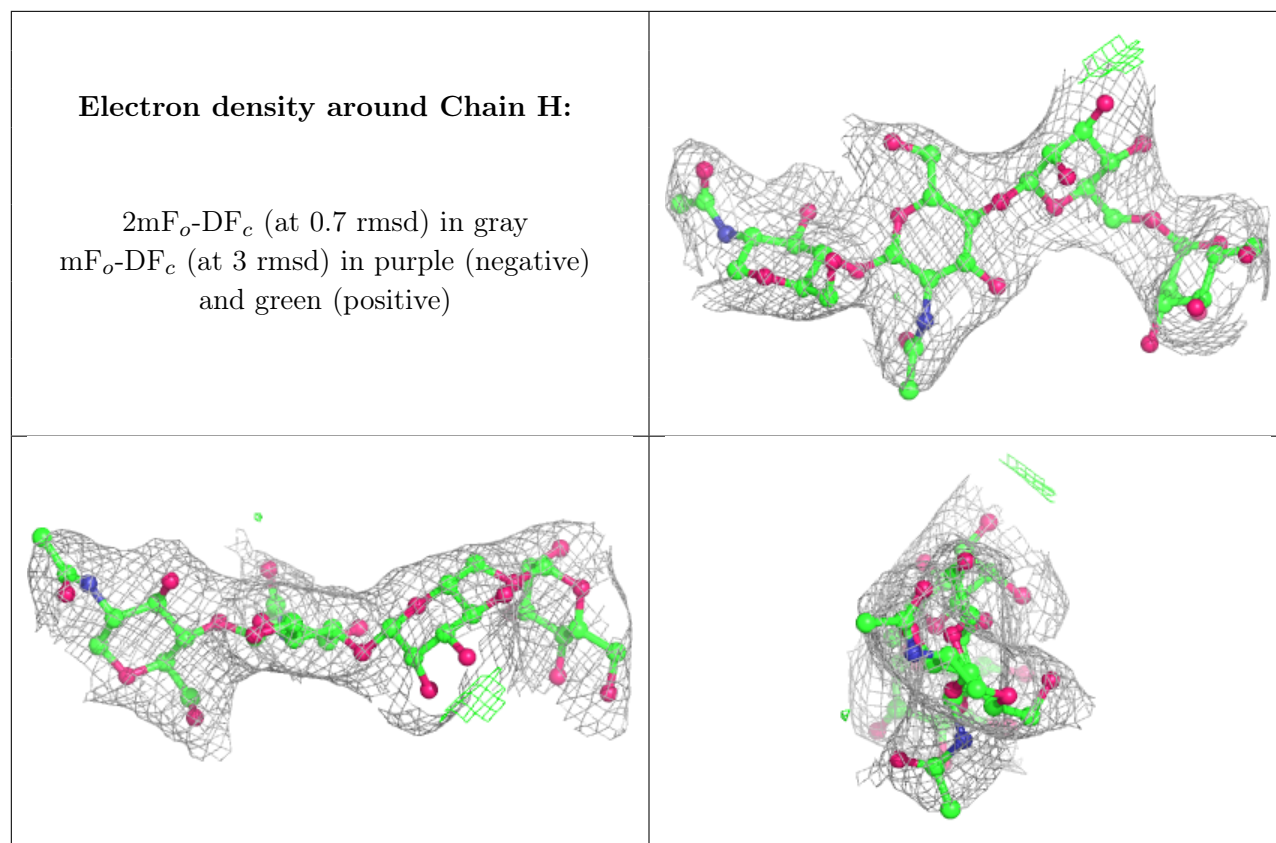 Electron density around Chain H:
2mFₒ-DF𝒸 (at 0.7 rmsd) in gray
mFₒ-DF𝒸 (at 3 rmsd) in purple (negative)
and green (positive)